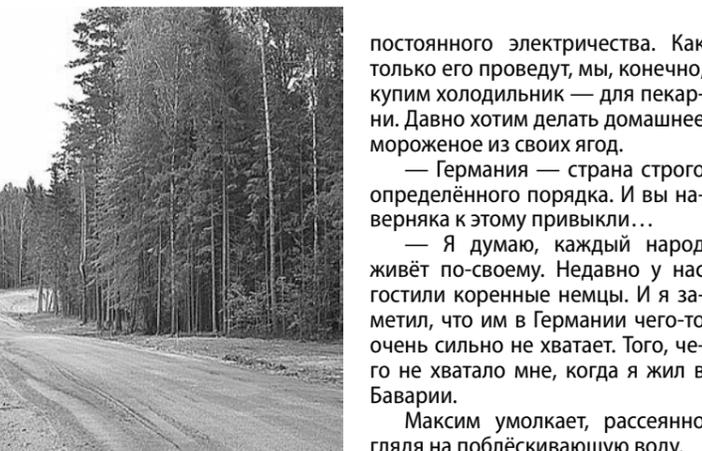 постоянного электричества. Как
только его проведут, мы, конечно,
купим холодильник — для пекар-
ни. Давно хотим делать домашнее
мороженое из своих ягод.
— Германия — страна строго
определённого порядка. И вы на-
верняка к этому привыкли…
— Я думаю, каждый народ
живёт по-своему. Недавно у нас
гостили коренные немцы. И я за-
метил, что им в Германии чего-то
очень сильно не хватает. Того, че-
го не хватало мне, когда я жил в
Баварии.
Максим умолкает, рассеянно
глядя на поблёскивающую воду.